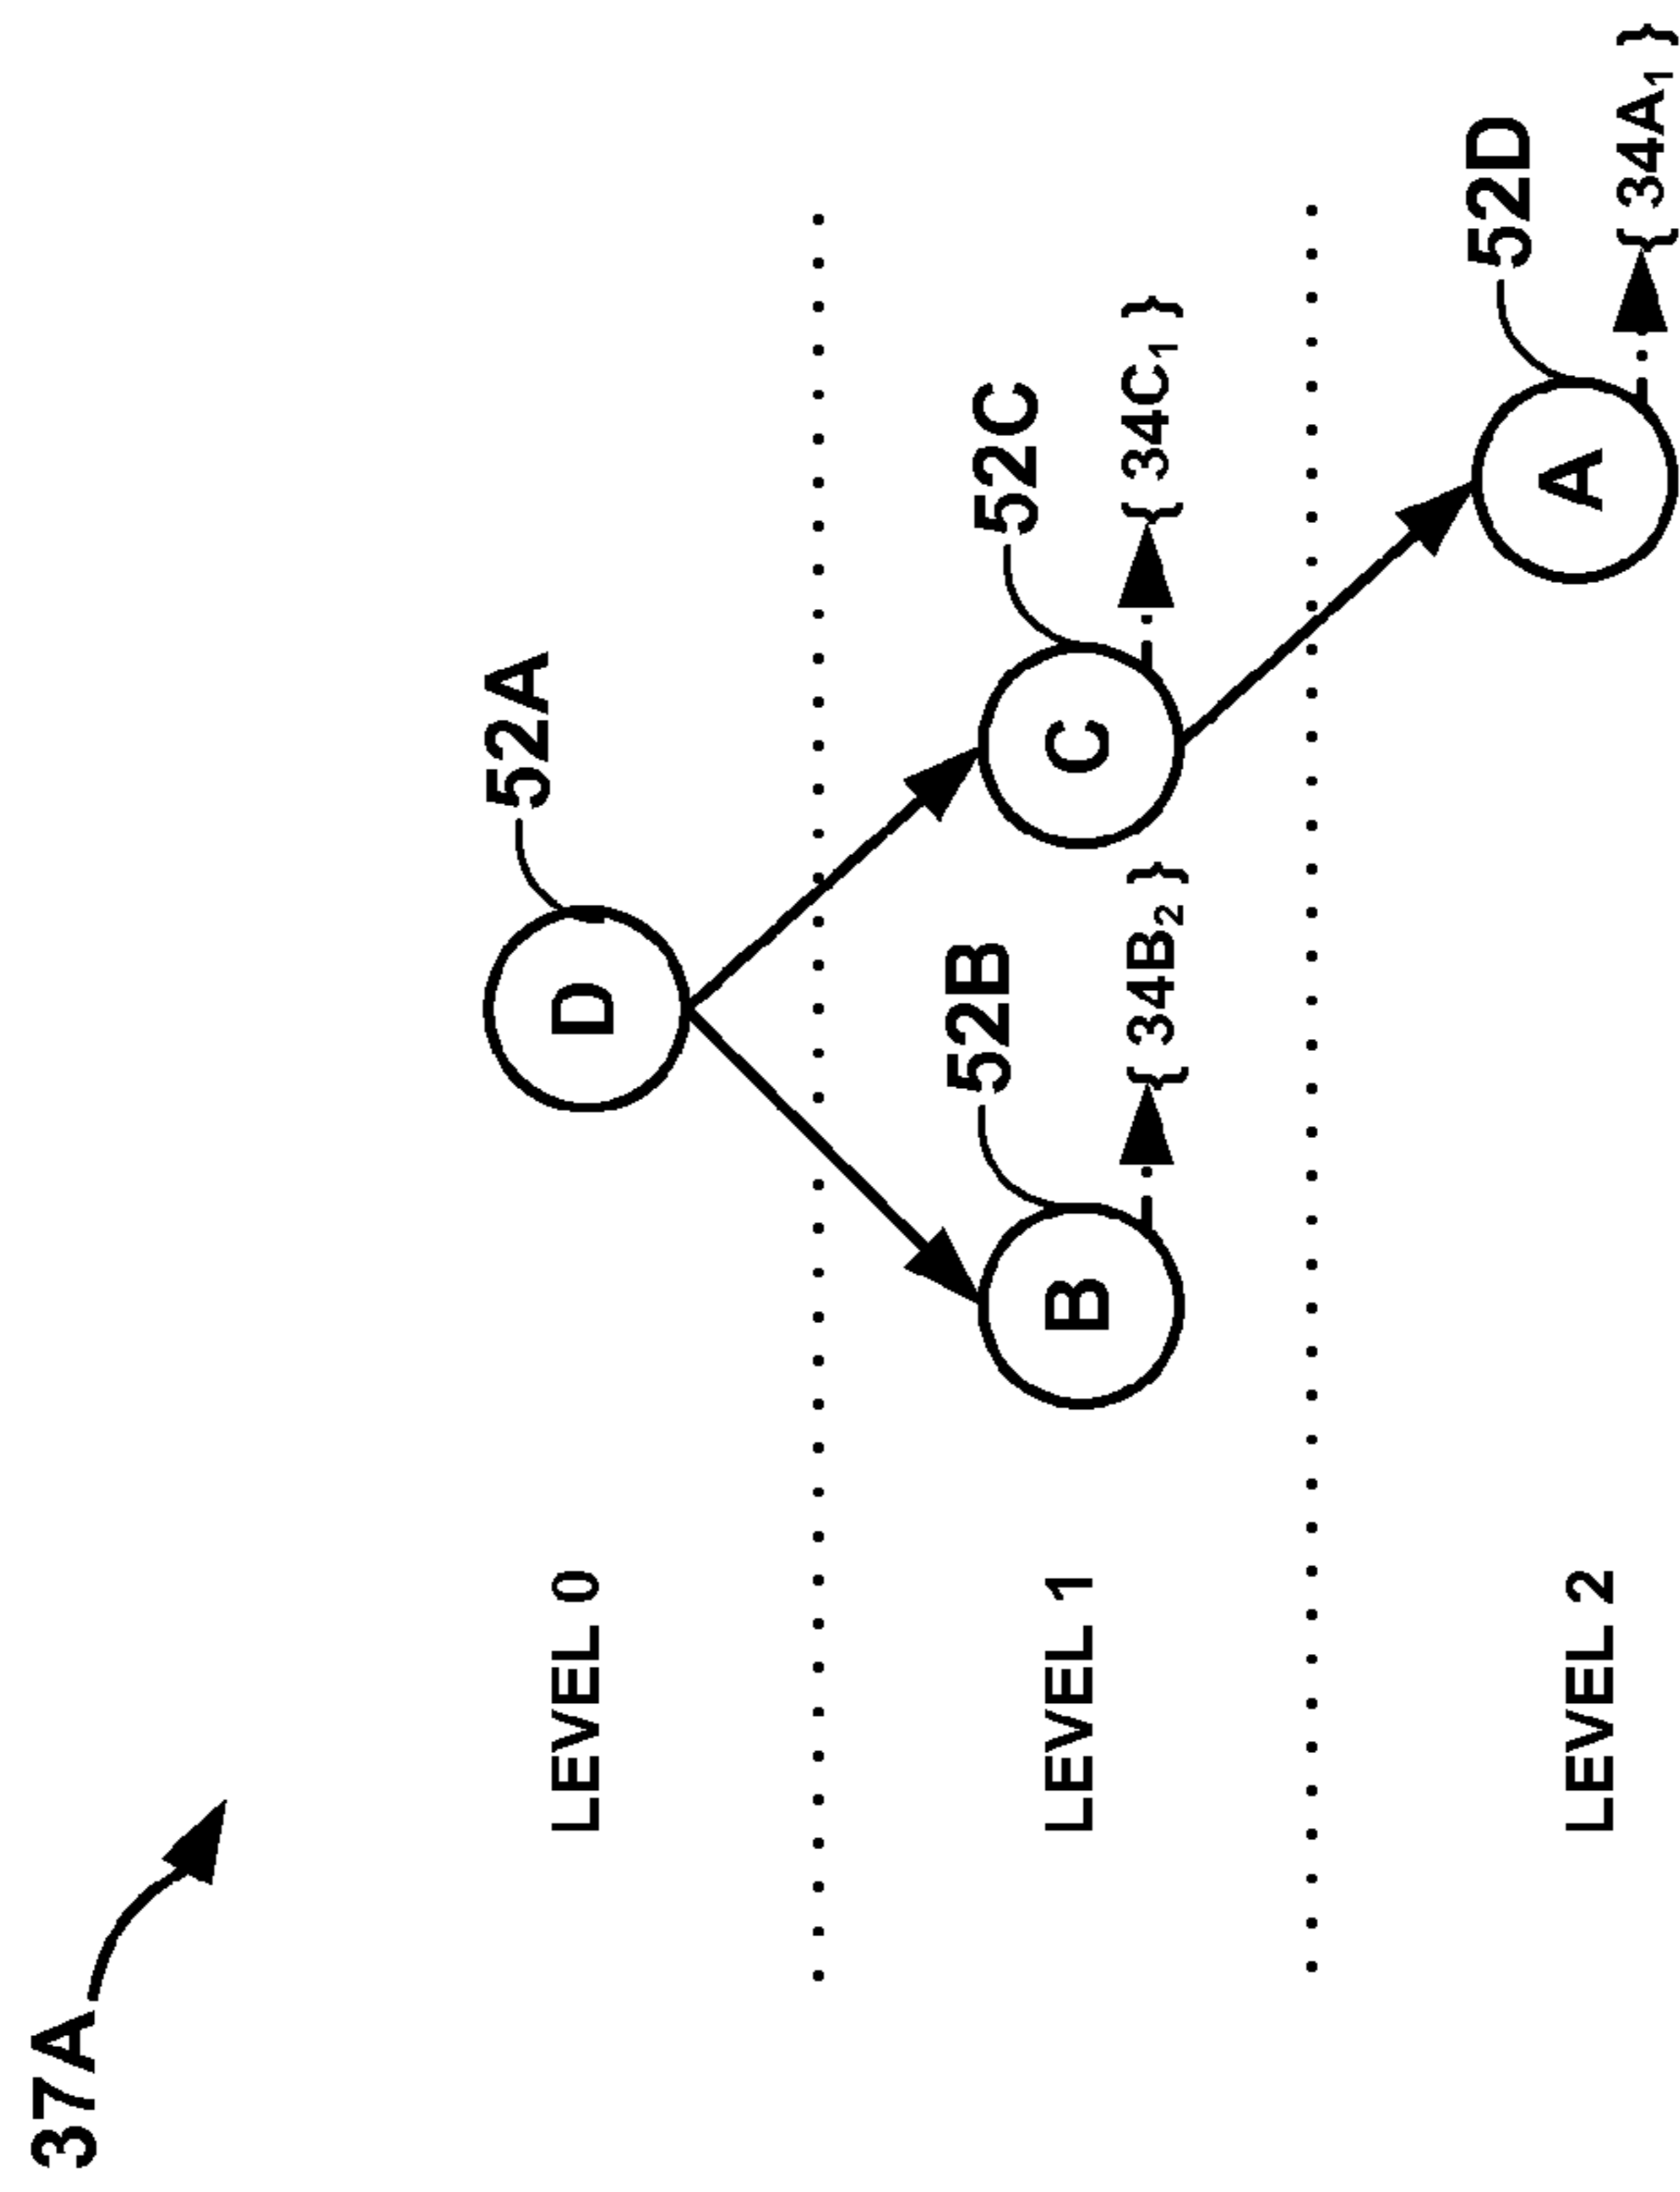 37A
52A
D
LEVEL 0
52B
52C
B
C
LEVEL 1
{ 34B₂ }
{ 34C₁ }
52D
A
LEVEL 2
{ 34A₁ }